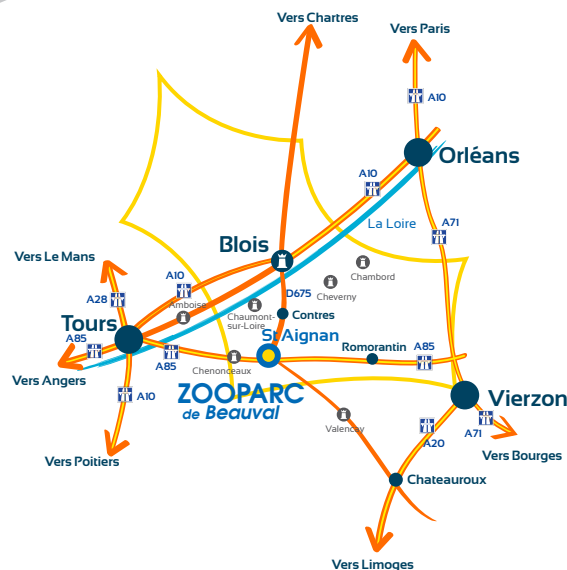 Vers Chartres
Vers Paris
A10
Orléans
A10
La Loire
A71
Blois
Vers Le Mans
A10
Chambord
Cheverny
D675
A28
Amboise
Chaumont-
sur-Loire
Contres
Tours
St Aignan
A85
A85
Chenonceaux
Romorantin
A85
Vers Angers
A10
ZOOPARC
de Beauval
Vierzon
Valencay
A20
A71
Vers Bourges
Vers Poitiers
Chateauroux
Vers Limoges